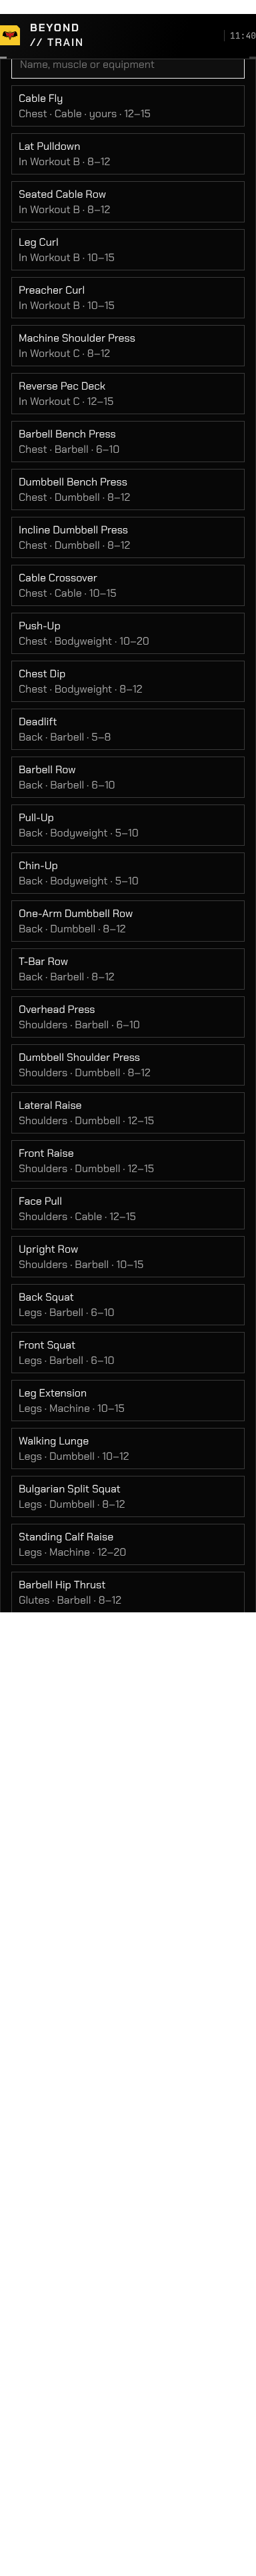 BEYOND
// TRAIN
11:40
Name, muscle or equipment
Cable Fly
Chest · Cable · yours · 12–15
Lat Pulldown
In Workout B · 8–12
Seated Cable Row
In Workout B · 8–12
Leg Curl
In Workout B · 10–15
Preacher Curl
In Workout B · 10–15
Machine Shoulder Press
In Workout C · 8–12
Reverse Pec Deck
In Workout C · 12–15
Barbell Bench Press
Chest · Barbell · 6–10
Dumbbell Bench Press
Chest · Dumbbell · 8–12
Incline Dumbbell Press
Chest · Dumbbell · 8–12
Cable Crossover
Chest · Cable · 10–15
Push-Up
Chest · Bodyweight · 10–20
Chest Dip
Chest · Bodyweight · 8–12
Deadlift
Back · Barbell · 5–8
Barbell Row
Back · Barbell · 6–10
Pull-Up
Back · Bodyweight · 5–10
Chin-Up
Back · Bodyweight · 5–10
One-Arm Dumbbell Row
Back · Dumbbell · 8–12
T-Bar Row
Back · Barbell · 8–12
Overhead Press
Shoulders · Barbell · 6–10
Dumbbell Shoulder Press
Shoulders · Dumbbell · 8–12
Lateral Raise
Shoulders · Dumbbell · 12–15
Front Raise
Shoulders · Dumbbell · 12–15
Face Pull
Shoulders · Cable · 12–15
Upright Row
Shoulders · Barbell · 10–15
Back Squat
Legs · Barbell · 6–10
Front Squat
Legs · Barbell · 6–10
Leg Extension
Legs · Machine · 10–15
Walking Lunge
Legs · Dumbbell · 10–12
Bulgarian Split Squat
Legs · Dumbbell · 8–12
Standing Calf Raise
Legs · Machine · 12–20
Barbell Hip Thrust
Glutes · Barbell · 8–12